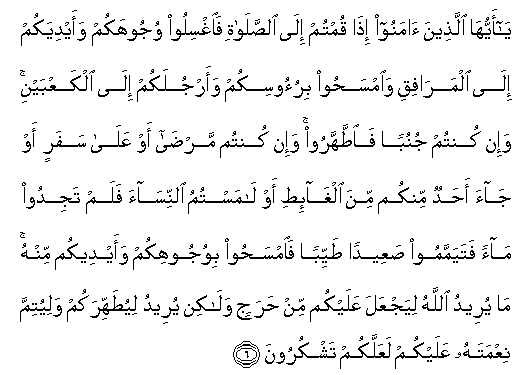 يَـٰٓأَيُّهَا ٱلَّذِينَ ءَامَنُوٓا۟ إِذَا قُمْتُمْ إِلَى ٱلصَّلَوٰةِ فَٱغْسِلُوا۟ وُجُوهَكُمْ وَأَيْدِيَكُمْ
إِلَى ٱلْمَرَافِقِ وَٱمْسَحُوا۟ بِرُءُوسِكُمْ وَأَرْجُلَكُمْ إِلَى ٱلْكَعْبَيْنِ ۚ
وَإِن كُنتُمْ جُنُبًا فَٱطَّهَّرُوا۟ ۚ وَإِن كُنتُم مَّرْضَىٰٓ أَوْ عَلَىٰ سَفَرٍ أَوْ
جَآءَ أَحَدٌ مِّنكُم مِّنَ ٱلْغَآئِطِ أَوْ لَـٰمَسْتُمُ ٱلنِّسَآءَ فَلَمْ تَجِدُوا۟
مَآءً فَتَيَمَّمُوا۟ صَعِيدًا طَيِّبًا فَٱمْسَحُوا۟ بِوُجُوهِكُمْ وَأَيْدِيكُم مِّنْهُ ۚ
مَا يُرِيدُ ٱللَّهُ لِيَجْعَلَ عَلَيْكُم مِّنْ حَرَجٍ وَلَـٰكِن يُرِيدُ لِيُطَهِّرَكُمْ وَلِيُتِمَّ
نِعْمَتَهُۥ عَلَيْكُمْ لَعَلَّكُمْ تَشْكُرُونَ ۝٦